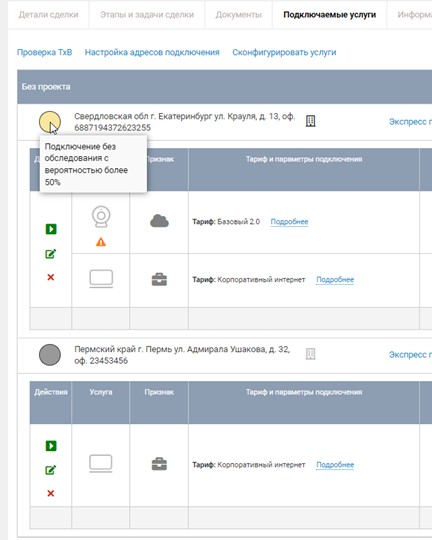 Детали сделки Этапы и задачи сделки Документы Подключаемые услуги
Проверка ТхВ Настройка адресов подключения Сконфигурировать услуги
Без проекта
Свердловская обл г. Екатеринбург ул. Крауля, д. 13, оф.
6887194372623255
Экспресс
Подключение без
обследования с
вероятностью более
50%
Признак Тариф и параметры подключения
Тариф: Базовый 2.0 Подробнее
Тариф: Корпоративный интернет Подробнее
Пермский край г. Пермь ул. Адмирала Ушакова, д. 32,
оф. 23453456
Экспресс
Действия Услуга Признак Тариф и параметры подключения
Тариф: Корпоративный интернет Подробнее